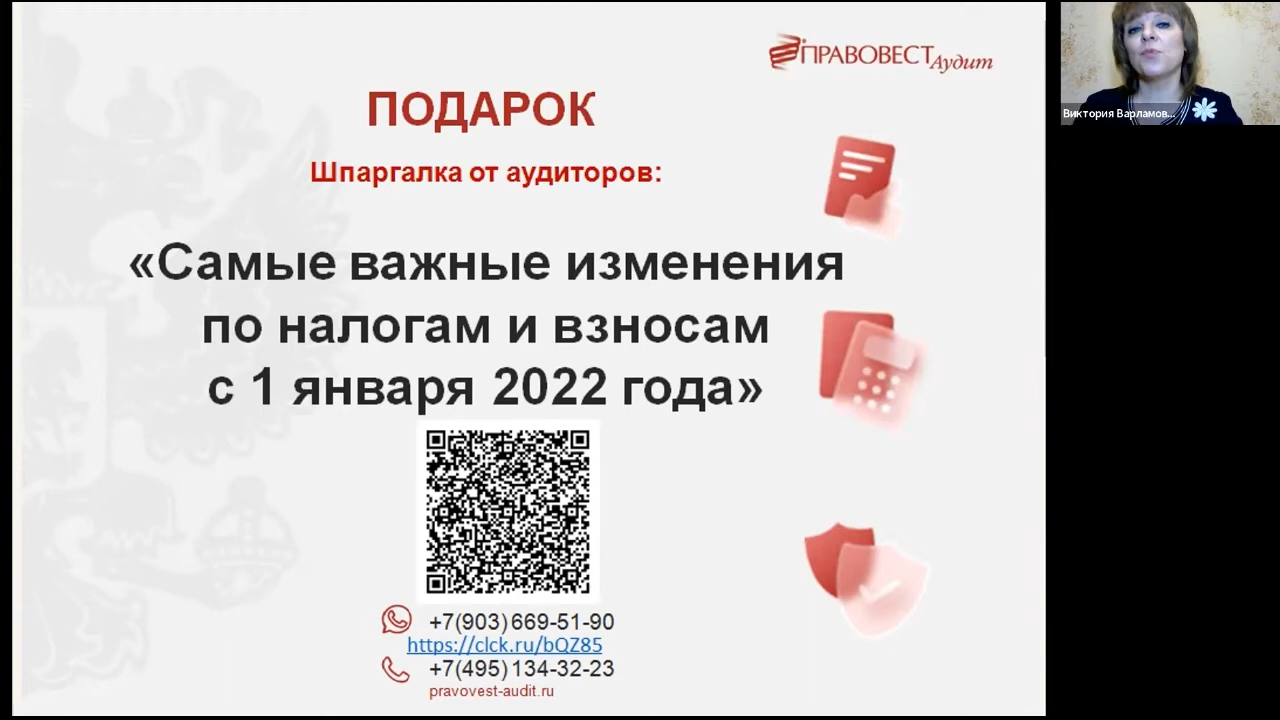 ПРАВОВЕСТ Аудит
ПОДАРОК
Шпаргалка от аудиторов:
«Самые важные изменения
по налогам и взносам
с 1 января 2022 года»
+7(903) 669-51-90
https://clck.ru/bQZ85
+7(495) 134-32-23
pravovest-audit.ru
Виктория Варламов...